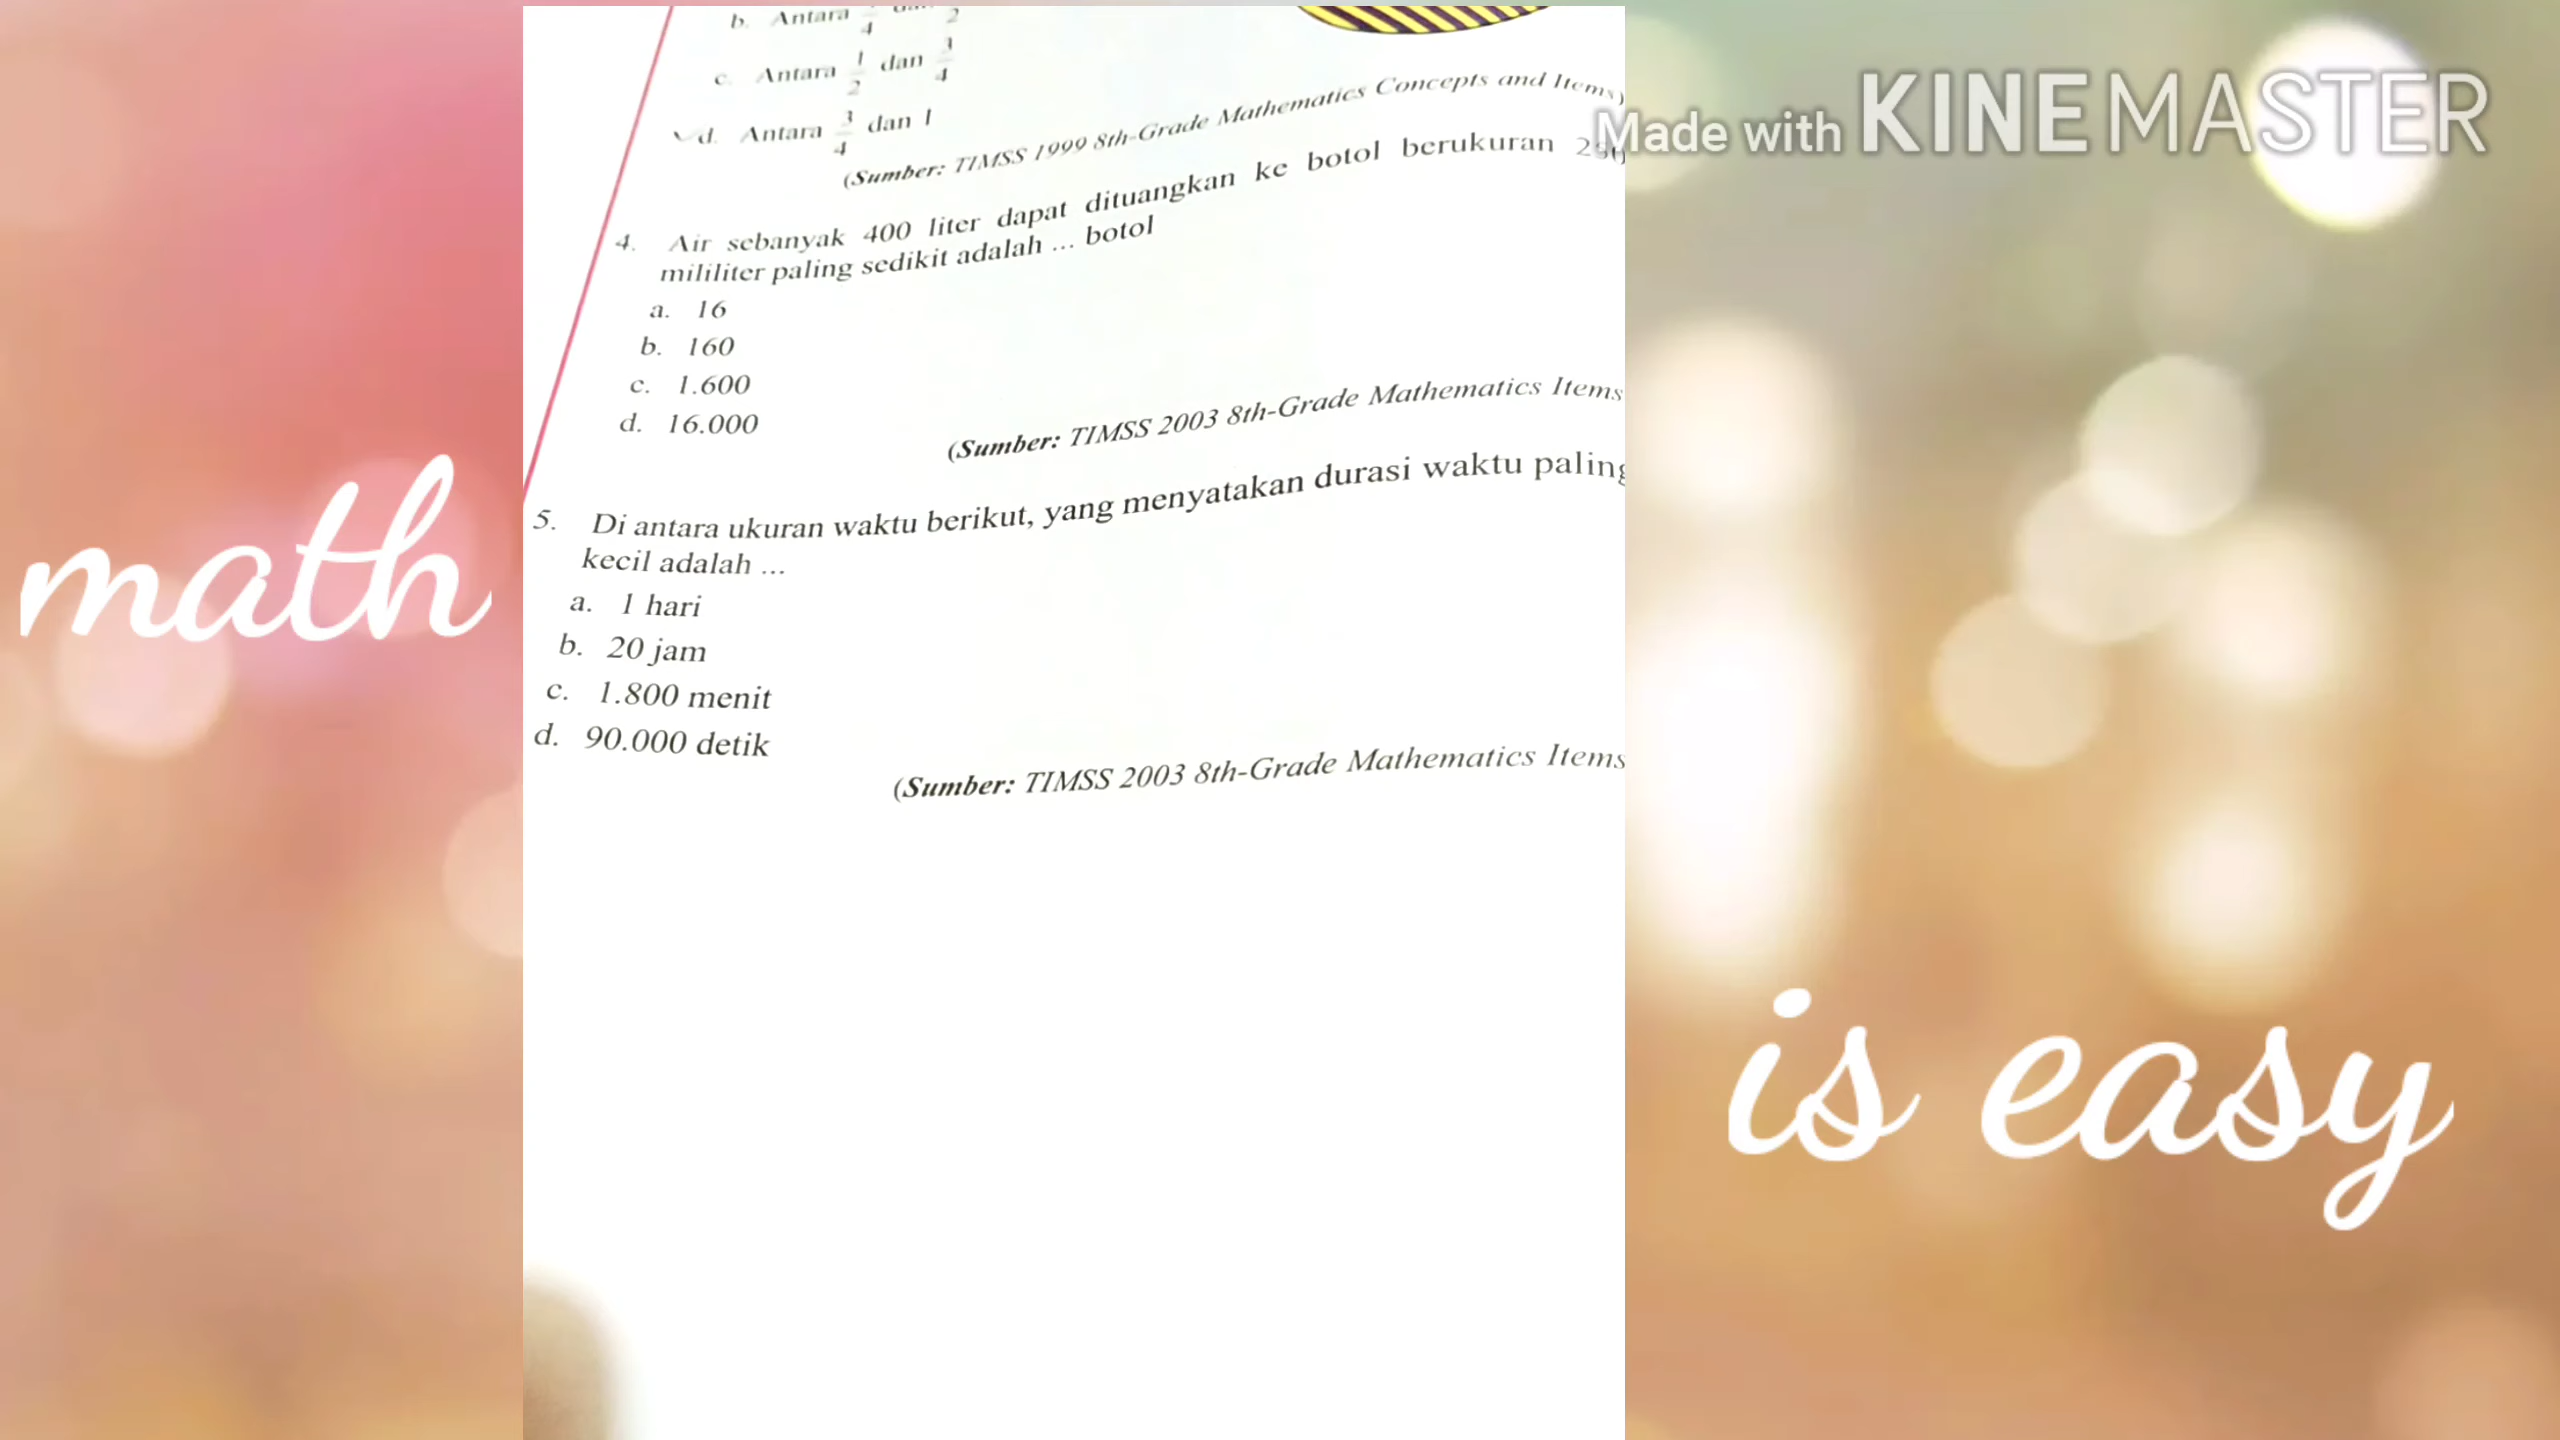 b. Antara 4 2
c. Antara 1/2 dan 3/4
d. Antara 3/4 dan 1
(Sumber: TIMSS 1999 8th-Grade Mathematics Concepts and Items)
4. Air sebanyak 400 liter dapat dituangkan ke botol berukuran
mililiter paling sedikit adalah ... botol
a. 16
b. 160
c. 1.600
d. 16.000
(Sumber: TIMSS 2003 8th-Grade Mathematics Items
5. Di antara ukuran waktu berikut, yang menyatakan durasi waktu paling
kecil adalah ...
a. 1 hari
b. 20 jam
c. 1.800 menit
d. 90.000 detik
(Sumber: TIMSS 2003 8th-Grade Mathematics Items
Made with KINEMASTER
math
is easy